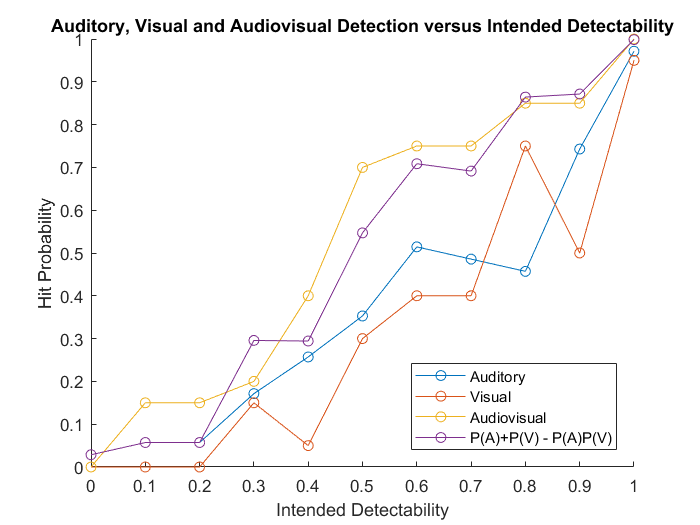 Auditory, Visual and Audiovisual Detection versus Intended Detectability
1
0.9
0.8
0.7
0.6
0.5
0.4
0.3
0.2
0.1
0
Hit Probability
Auditory
Visual
Audiovisual
P(A)+P(V) - P(A)P(V)
0 0.1 0.2 0.3 0.4 0.5 0.6 0.7 0.8 0.9 1
Intended Detectability